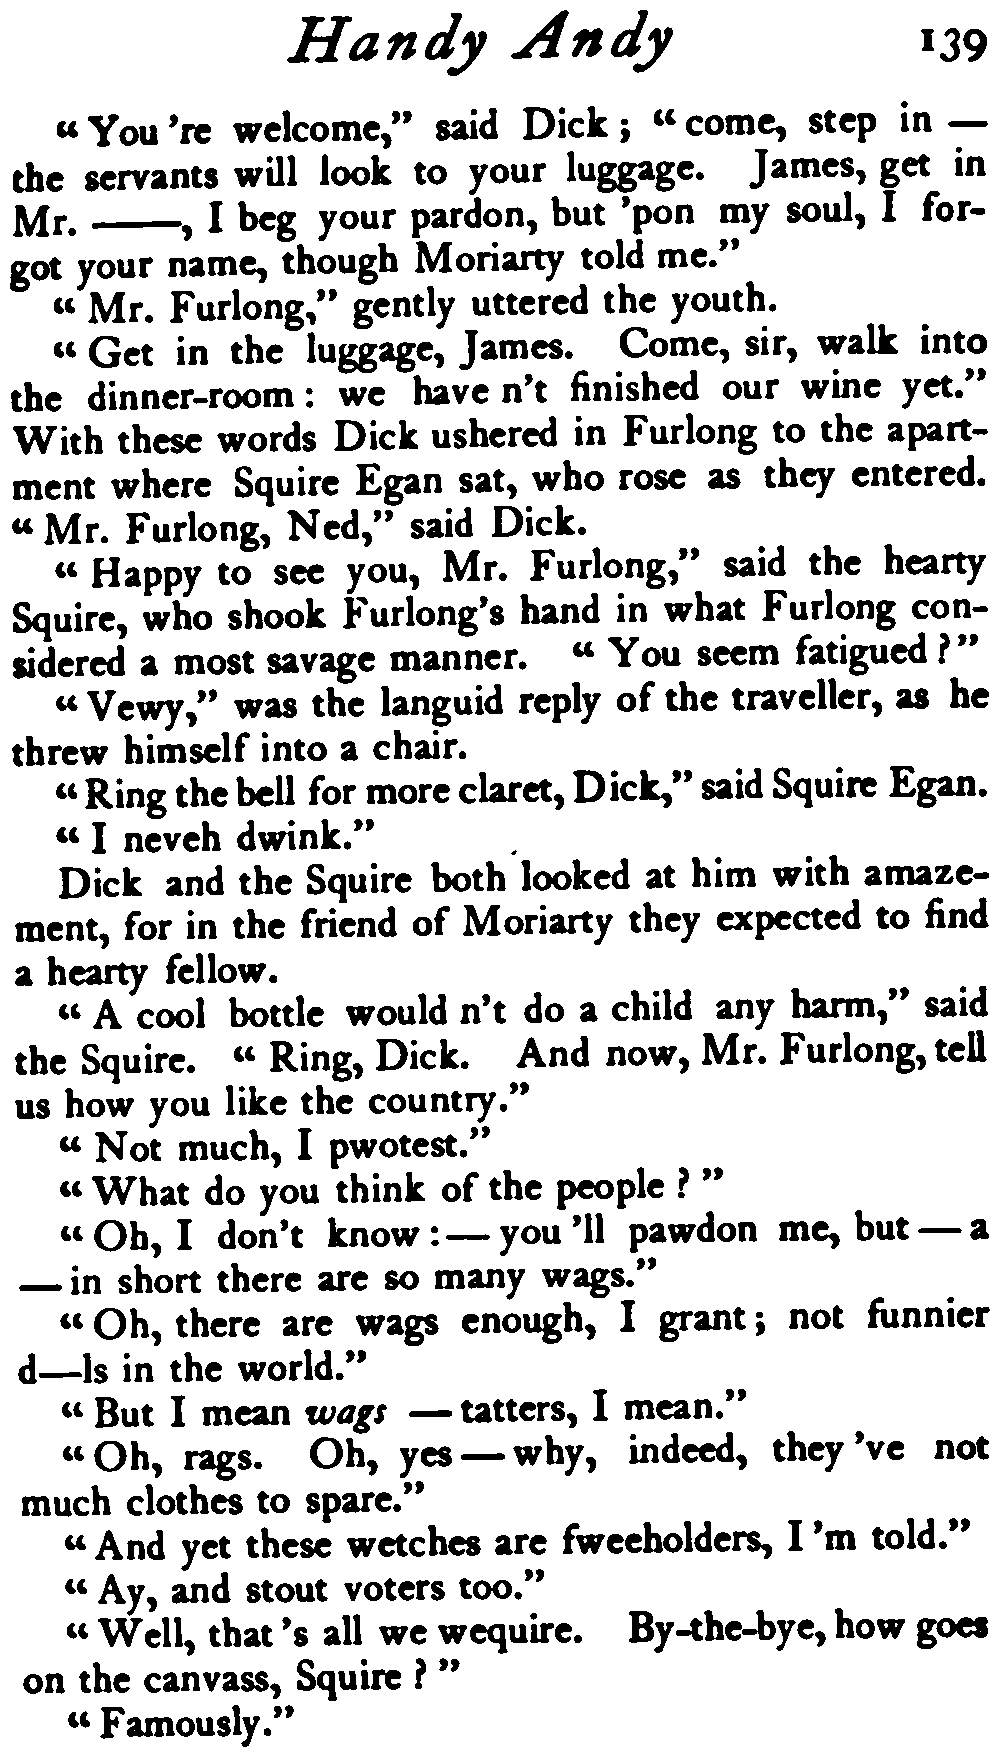 Handy Andy 139
“You 're welcome,” said Dick; “come, step in —
the servants will look to your luggage. James, get in
Mr. ——, I beg your pardon, but 'pon my soul, I for-
got your name, though Moriarty told me.”
“Mr. Furlong,” gently uttered the youth.
“Get in the luggage, James. Come, sir, walk into
the dinner-room: we have n't finished our wine yet.”
With these words Dick ushered in Furlong to the apart-
ment where Squire Egan sat, who rose as they entered.
“Mr. Furlong, Ned,” said Dick.
“Happy to see you, Mr. Furlong,” said the hearty
Squire, who shook Furlong's hand in what Furlong con-
sidered a most savage manner. “You seem fatigued?”
“Vewy,” was the languid reply of the traveller, as he
threw himself into a chair.
“Ring the bell for more claret, Dick,” said Squire Egan.
“I neveh dwink.”
Dick and the Squire both looked at him with amaze-
ment, for in the friend of Moriarty they expected to find
a hearty fellow.
“A cool bottle would n't do a child any harm,” said
the Squire. “Ring, Dick. And now, Mr. Furlong, tell
us how you like the country.”
“Not much, I pwotest.”
“What do you think of the people?”
“Oh, I don't know:—you 'll pawdon me, but—a
—in short there are so many wags.”
“Oh, there are wags enough, I grant; not funnier
d—ls in the world.”
“But I mean wags —tatters, I mean.”
“Oh, rags. Oh, yes—why, indeed, they 've not
much clothes to spare.”
“And yet these wetches are fweeholders, I 'm told.”
“Ay, and stout voters too.”
“Well, that 's all we wequire. By-the-bye, how goes
on the canvass, Squire?”
“Famously.”